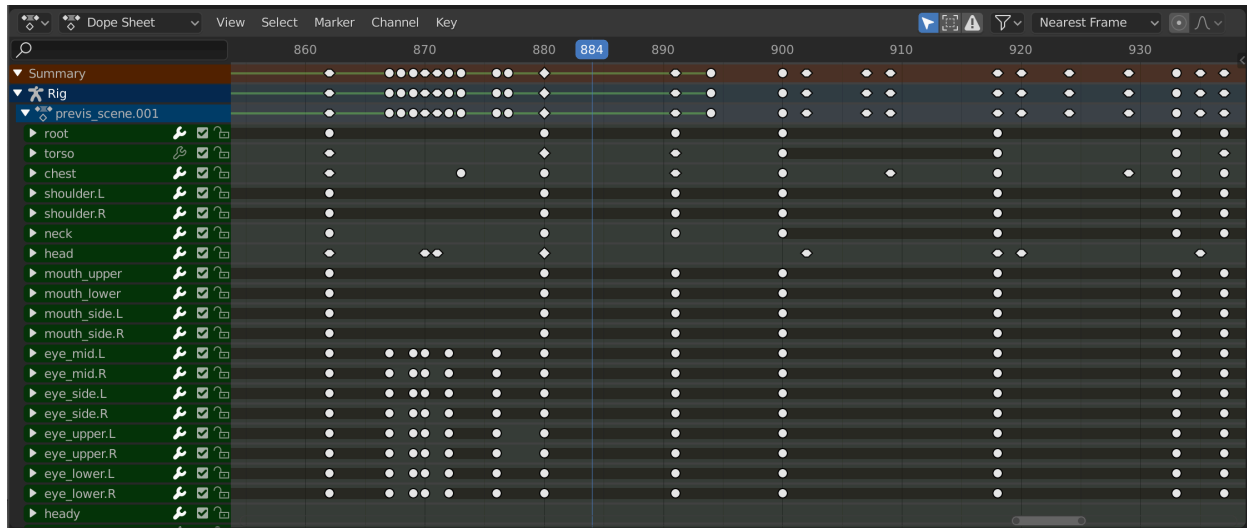 Dope Sheet View Select Marker Channel Key Nearest Frame
860 870 880 884 890 900 910 920 930
Summary
Rig
previs_scene.001
root
torso
chest
shoulder.L
shoulder.R
neck
head
mouth_upper
mouth_lower
mouth_side.L
mouth_side.R
eye_mid.L
eye_mid.R
eye_side.L
eye_side.R
eye_upper.L
eye_upper.R
eye_lower.L
eye_lower.R
heady